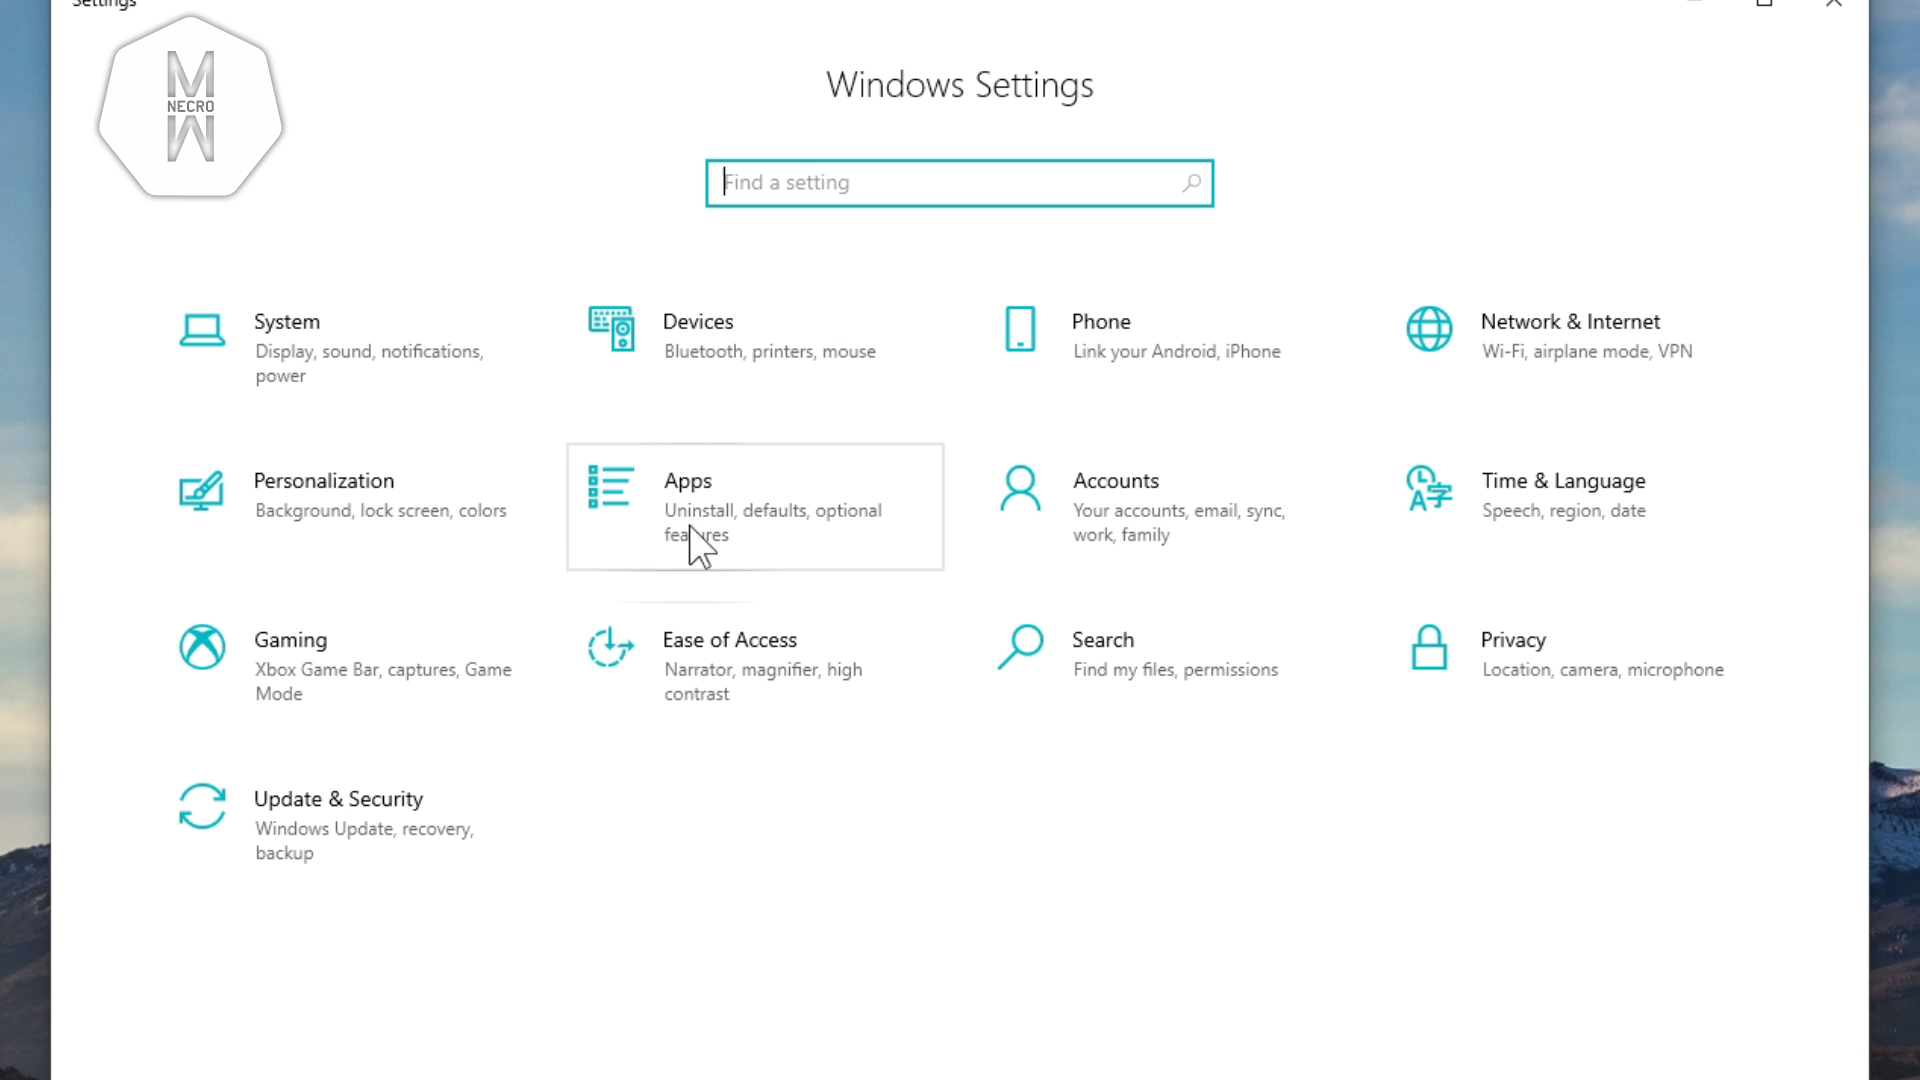 Settings
M
NECRO
M
Windows Settings
Find a setting
System
Display, sound, notifications,
power
Devices
Bluetooth, printers, mouse
Phone
Link your Android, iPhone
Network & Internet
Wi-Fi, airplane mode, VPN
Personalization
Background, lock screen, colors
Apps
Uninstall, defaults, optional
features
Accounts
Your accounts, email, sync,
work, family
Time & Language
Speech, region, date
Gaming
Xbox Game Bar, captures, Game
Mode
Ease of Access
Narrator, magnifier, high
contrast
Search
Find my files, permissions
Privacy
Location, camera, microphone
Update & Security
Windows Update, recovery,
backup